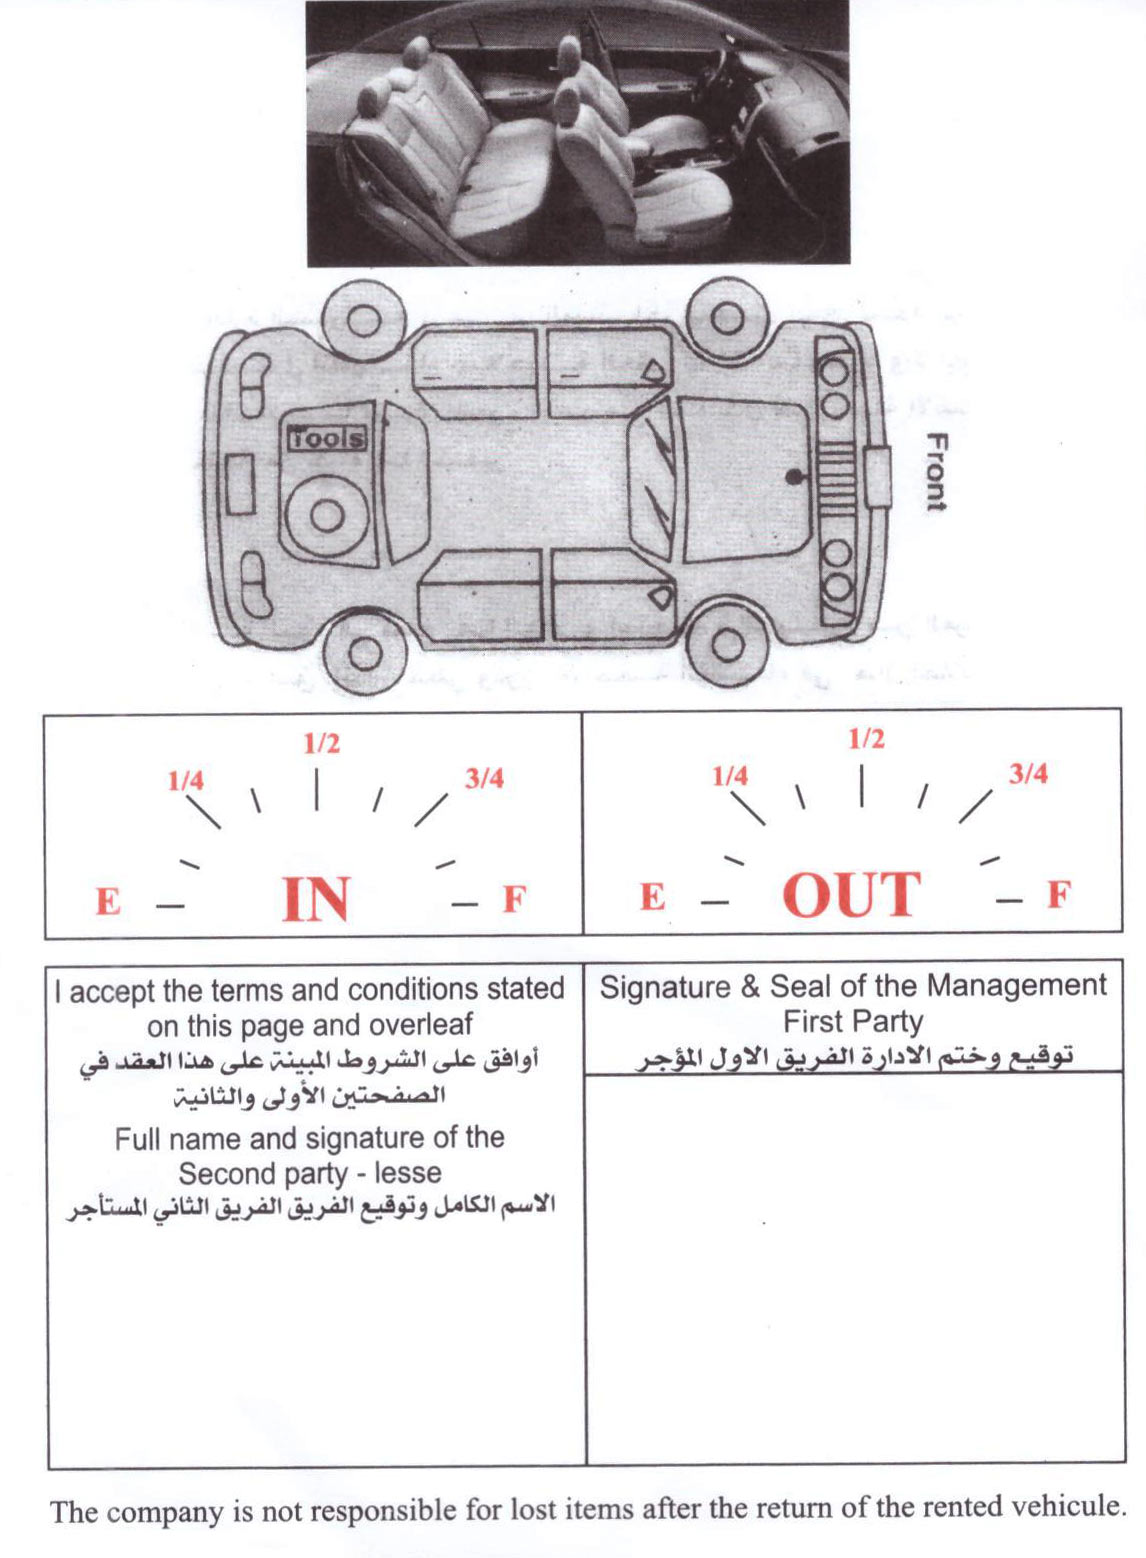 Tools
Front
1/2
1/4
3/4
E
IN
F
1/2
1/4
3/4
E
OUT
F
I accept the terms and conditions stated
on this page and overleaf
أوافق على الشروط المبينة على هذا العقد في
الصفحتين الأولى والثانية
Full name and signature of the
Second party - lesse
الاسم الكامل وتوقيع الفريق الفريق الثاني المستأجر
Signature & Seal of the Management
First Party
توقيع وختم الادارة الفريق الاول المؤجر
The company is not responsible for lost items after the return of the rented vehicule.